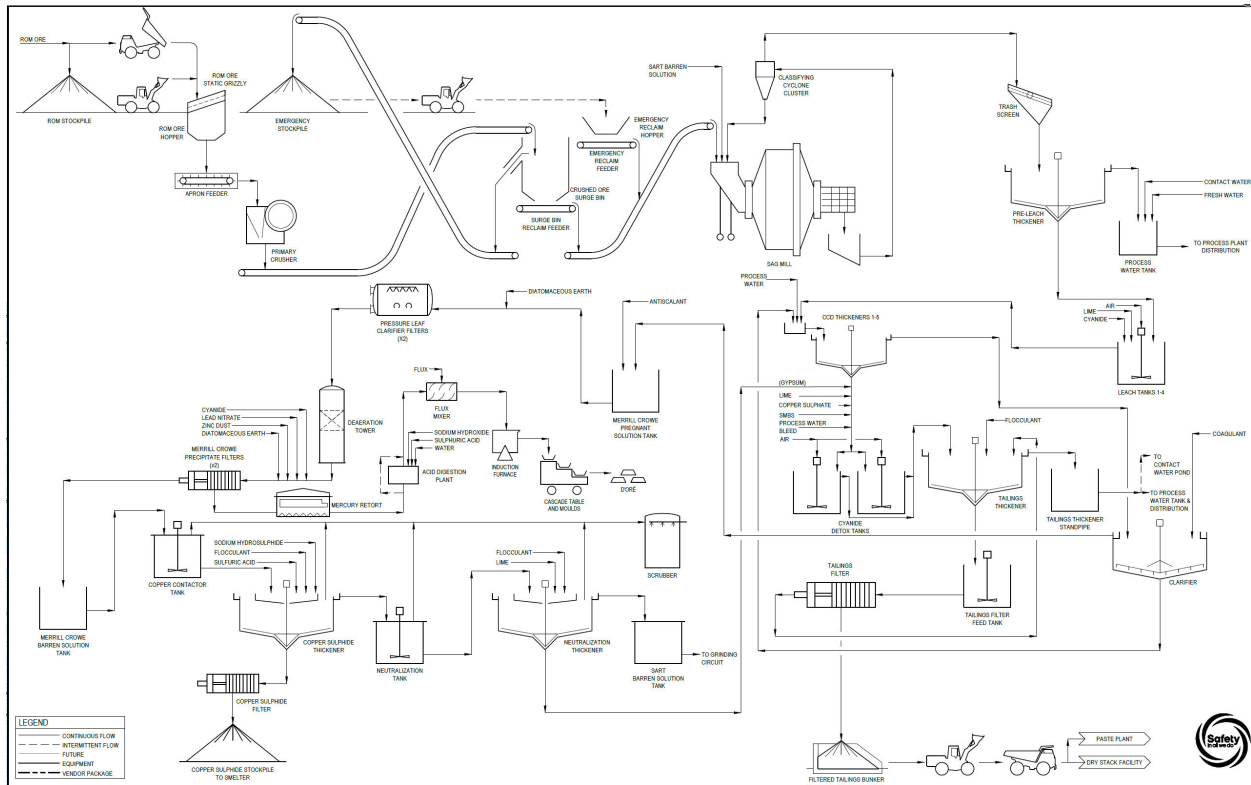 ROM ORE
ROM STOCKPILE
ROM ORE
STATIC GRIZZLY
ROM ORE
HOPPER
APRON FEEDER
PRIMARY
CRUSHER
EMERGENCY
STOCKPILE
EMERGENCY
RECLAIM
HOPPER
EMERGENCY
RECLAIM
FEEDER
CRUSHED ORE
SURGE BIN
SURGE BIN
RECLAIM FEEDER
SART BARREN
SOLUTION
CLASSIFYING
CYCLONE
CLUSTER
SAG MILL
TRASH
SCREEN
PRE-LEACH
THICKENER
CONTACT WATER
FRESH WATER
TO PROCESS PLANT
DISTRIBUTION
PROCESS
WATER TANK
PROCESS
WATER
CCD THICKENERS 1-5
AIR
LIME
CYANIDE
LEACH TANKS 1-4
DIATOMACEOUS EARTH
PRESSURE LEAF
CLARIFIER FILTERS
(X2)
ANTISCALANT
MERRILL CROWE
PREGNANT
SOLUTION TANK
FLUX
FLUX
MIXER
CYANIDE
LEAD NITRATE
ZINC DUST
DIATOMACEOUS EARTH
DEAERATION
TOWER
MERRILL CROWE
PRECIPITATE FILTERS
(x2)
MERCURY RETORT
SODIUM HYDROXIDE
SULPHURIC ACID
WATER
ACID DIGESTION
PLANT
INDUCTION
FURNACE
CASCADE TABLE
AND MOULDS
D'ORÉ
(GYPSUM)
LIME
COPPER SULPHATE
SMBS
PROCESS WATER
BLEED
AIR
CYANIDE
DETOX TANKS
FLOCCULANT
TAILINGS
THICKENER
TAILINGS THICKENER
STANDPIPE
COAGULANT
TO
CONTACT
WATER POND
TO PROCESS
WATER TANK &
DISTRIBUTION
CLARIFIER
COPPER CONTACTOR
TANK
SODIUM HYDROSULPHIDE
FLOCCULANT
SULFURIC ACID
MERRILL CROWE
BARREN SOLUTION
TANK
COPPER SULPHIDE
THICKENER
NEUTRALIZATION
TANK
FLOCCULANT
LIME
NEUTRALIZATION
THICKENER
SCRUBBER
SART
BARREN SOLUTION
TANK
TO GRINDING
CIRCUIT
TAILINGS
FILTER
TAILINGS FILTER
FEED TANK
COPPER SULPHIDE
FILTER
COPPER SULPHIDE STOCKPILE
TO SMELTER
FILTERED TAILINGS BUNKER
PASTE PLANT
DRY STACK FACILITY
LEGEND
CONTINUOUS FLOW
INTERMITTENT FLOW
FUTURE
EQUIPMENT
VENDOR PACKAGE
Safety
in all we do